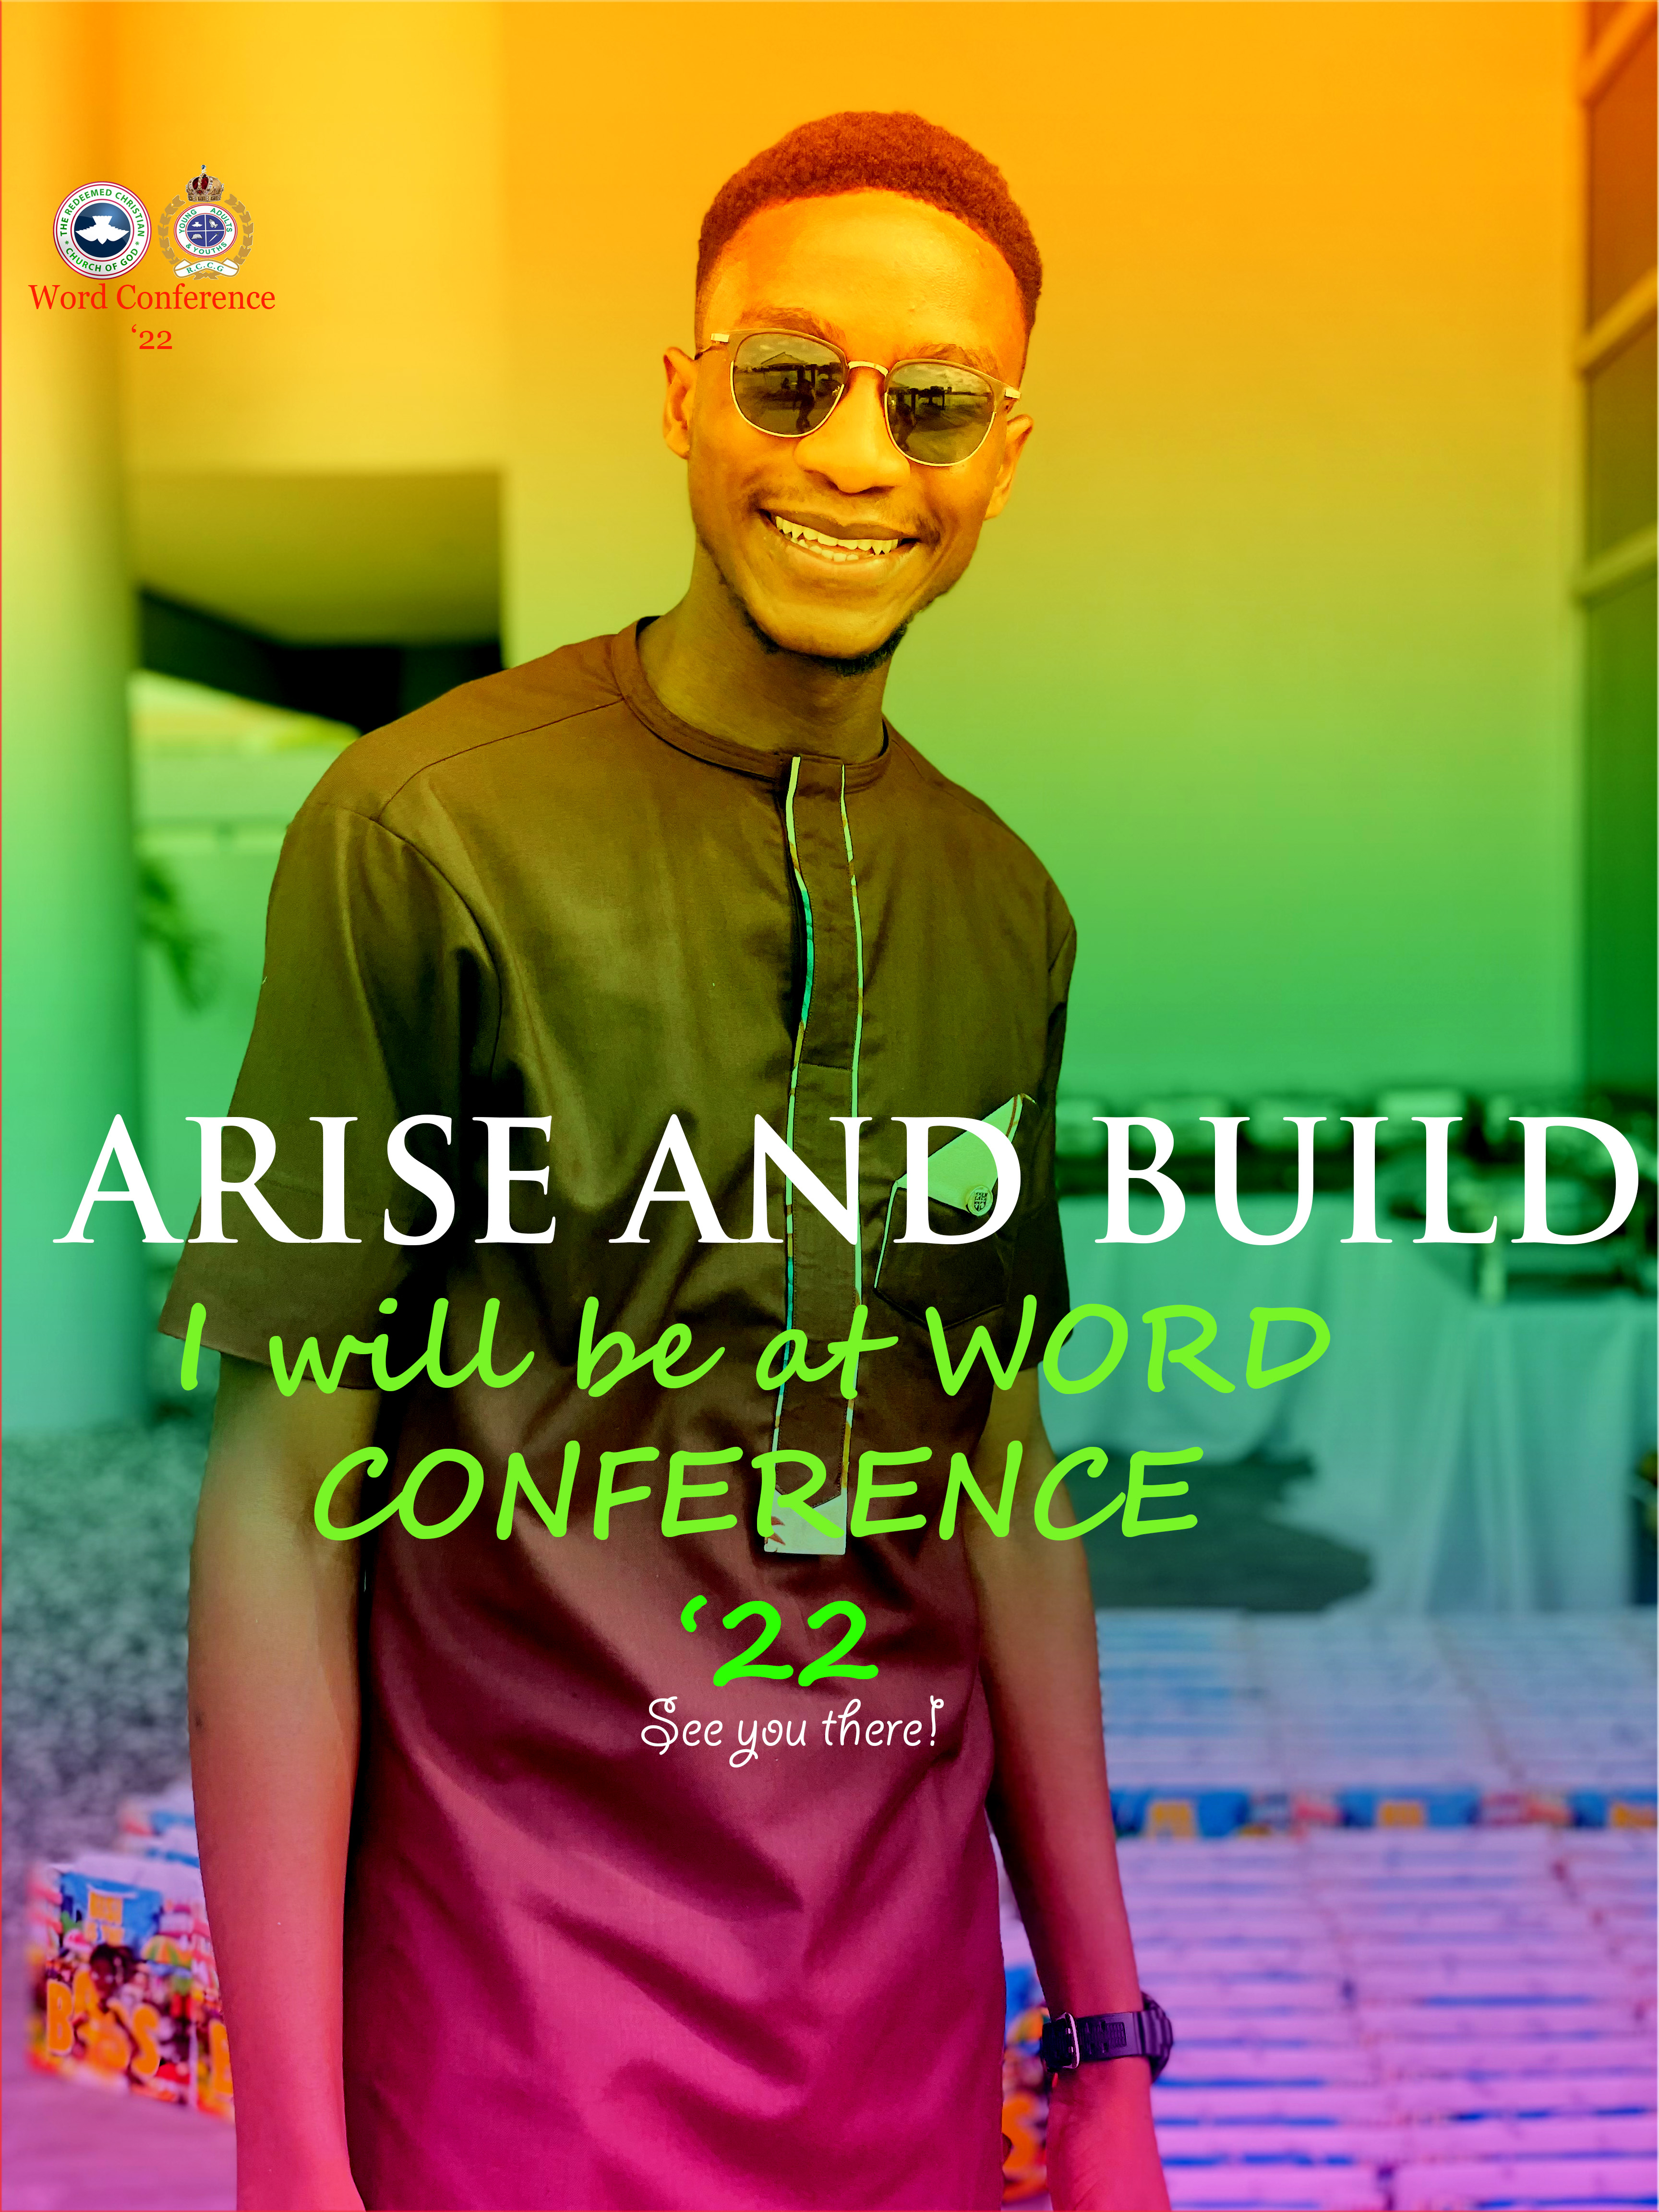 THE REDEEMED CHRISTIAN
CHURCH OF GOD
YOUNG ADULTS
& YOUTHS
R.C.C.G
Word Conference
‘22
ARISE AND BUILD
I will be at WORD
CONFERENCE
‘22
See you there!